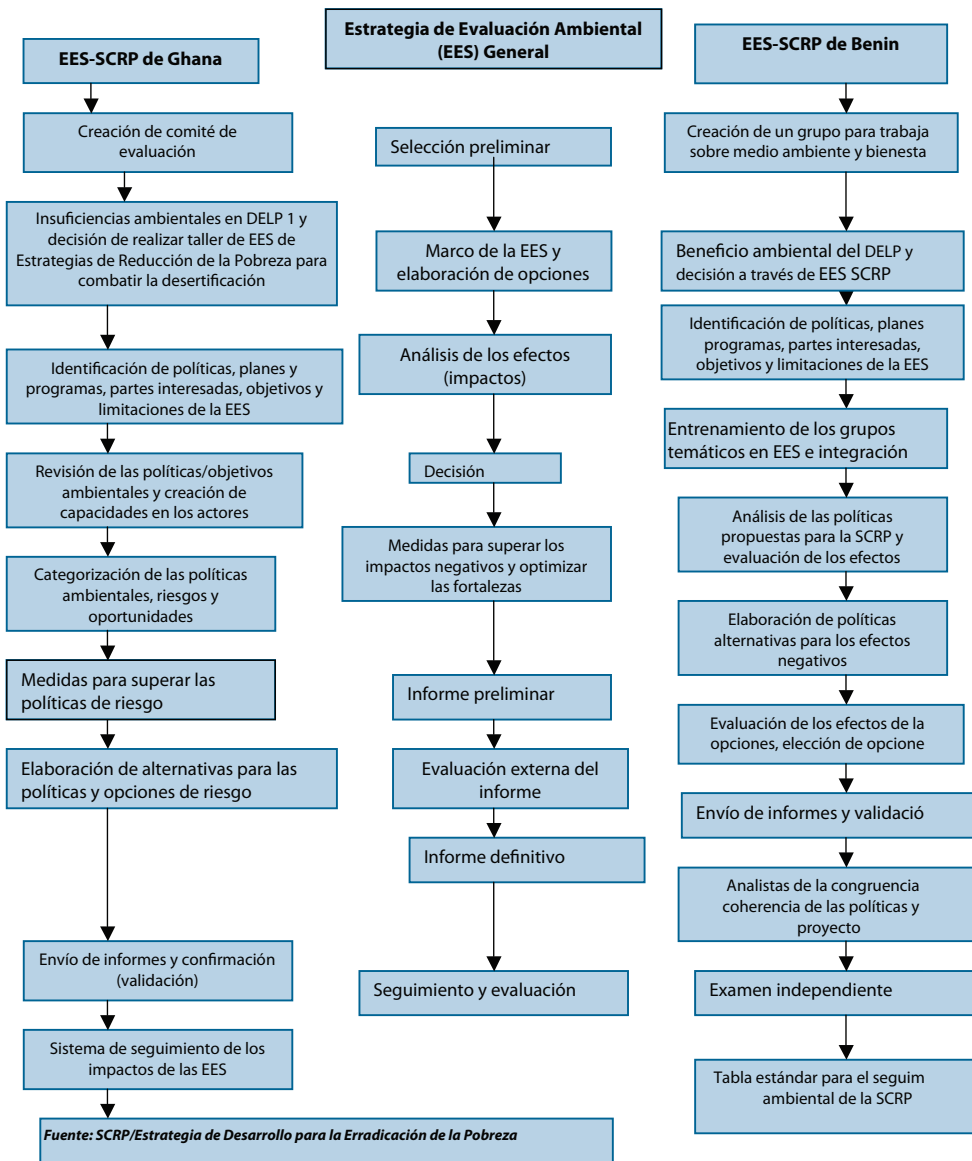 EES-SCRP de Ghana
Creación de comité de
evaluación
Insuficiencias ambientales en DELP 1 y
decisión de realizar taller de EES de
Estrategias de Reducción de la Pobreza para
combatir la desertificación
Identificación de políticas, planes y
programas, partes interesadas, objetivos y
limitaciones de la EES
Revisión de las políticas/objetivos
ambientales y creación de
capacidades en los actores
Categorización de las políticas
ambientales, riesgos y
oportunidades
Medidas para superar las
políticas de riesgo
Elaboración de alternativas para las
políticas y opciones de riesgo
Envío de informes y confirmación
(validación)
Sistema de seguimiento de los
impactos de las EES
Fuente: SCRP/Estrategia de Desarrollo para la Erradicación de la Pobreza
Estrategia de Evaluación Ambiental
(EES) General
Selección preliminar
Marco de la EES y
elaboración de opciones
Análisis de los efectos
(impactos)
Decisión
Medidas para superar los
impactos negativos y optimizar
las fortalezas
Informe preliminar
Evaluación externa del
informe
Informe definitivo
Seguimiento y evaluación
EES-SCRP de Benin
Creación de un grupo para trabaja
sobre medio ambiente y bienesta
Beneficio ambiental del DELP y
decisión a través de EES SCRP
Identificación de políticas, planes
programas, partes interesadas,
objetivos y limitaciones de la EES
Entrenamiento de los grupos
temáticos en EES e integración
Análisis de las políticas
propuestas para la SCRP y
evaluación de los efectos
Elaboración de políticas
alternativas para los efectos
negativos
Evaluación de los efectos de la
opciones, elección de opcione
Envío de informes y validació
Analistas de la congruencia
coherencia de las políticas y
proyecto
Examen independiente
Tabla estándar para el seguim
ambiental de la SCRP